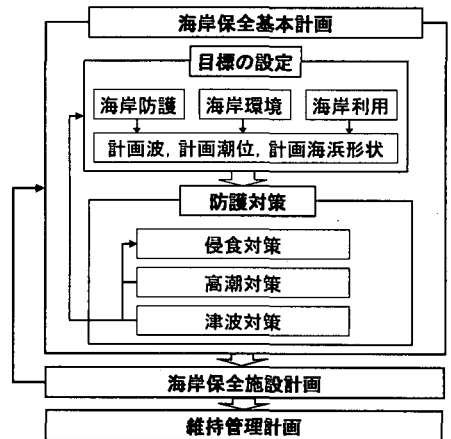 海岸保全基本計画
目標の設定
海岸防護 海岸環境 海岸利用
計画波, 計画潮位, 計画海浜形状
防護対策
侵食対策
高潮対策
津波対策
海岸保全施設計画
維持管理計画